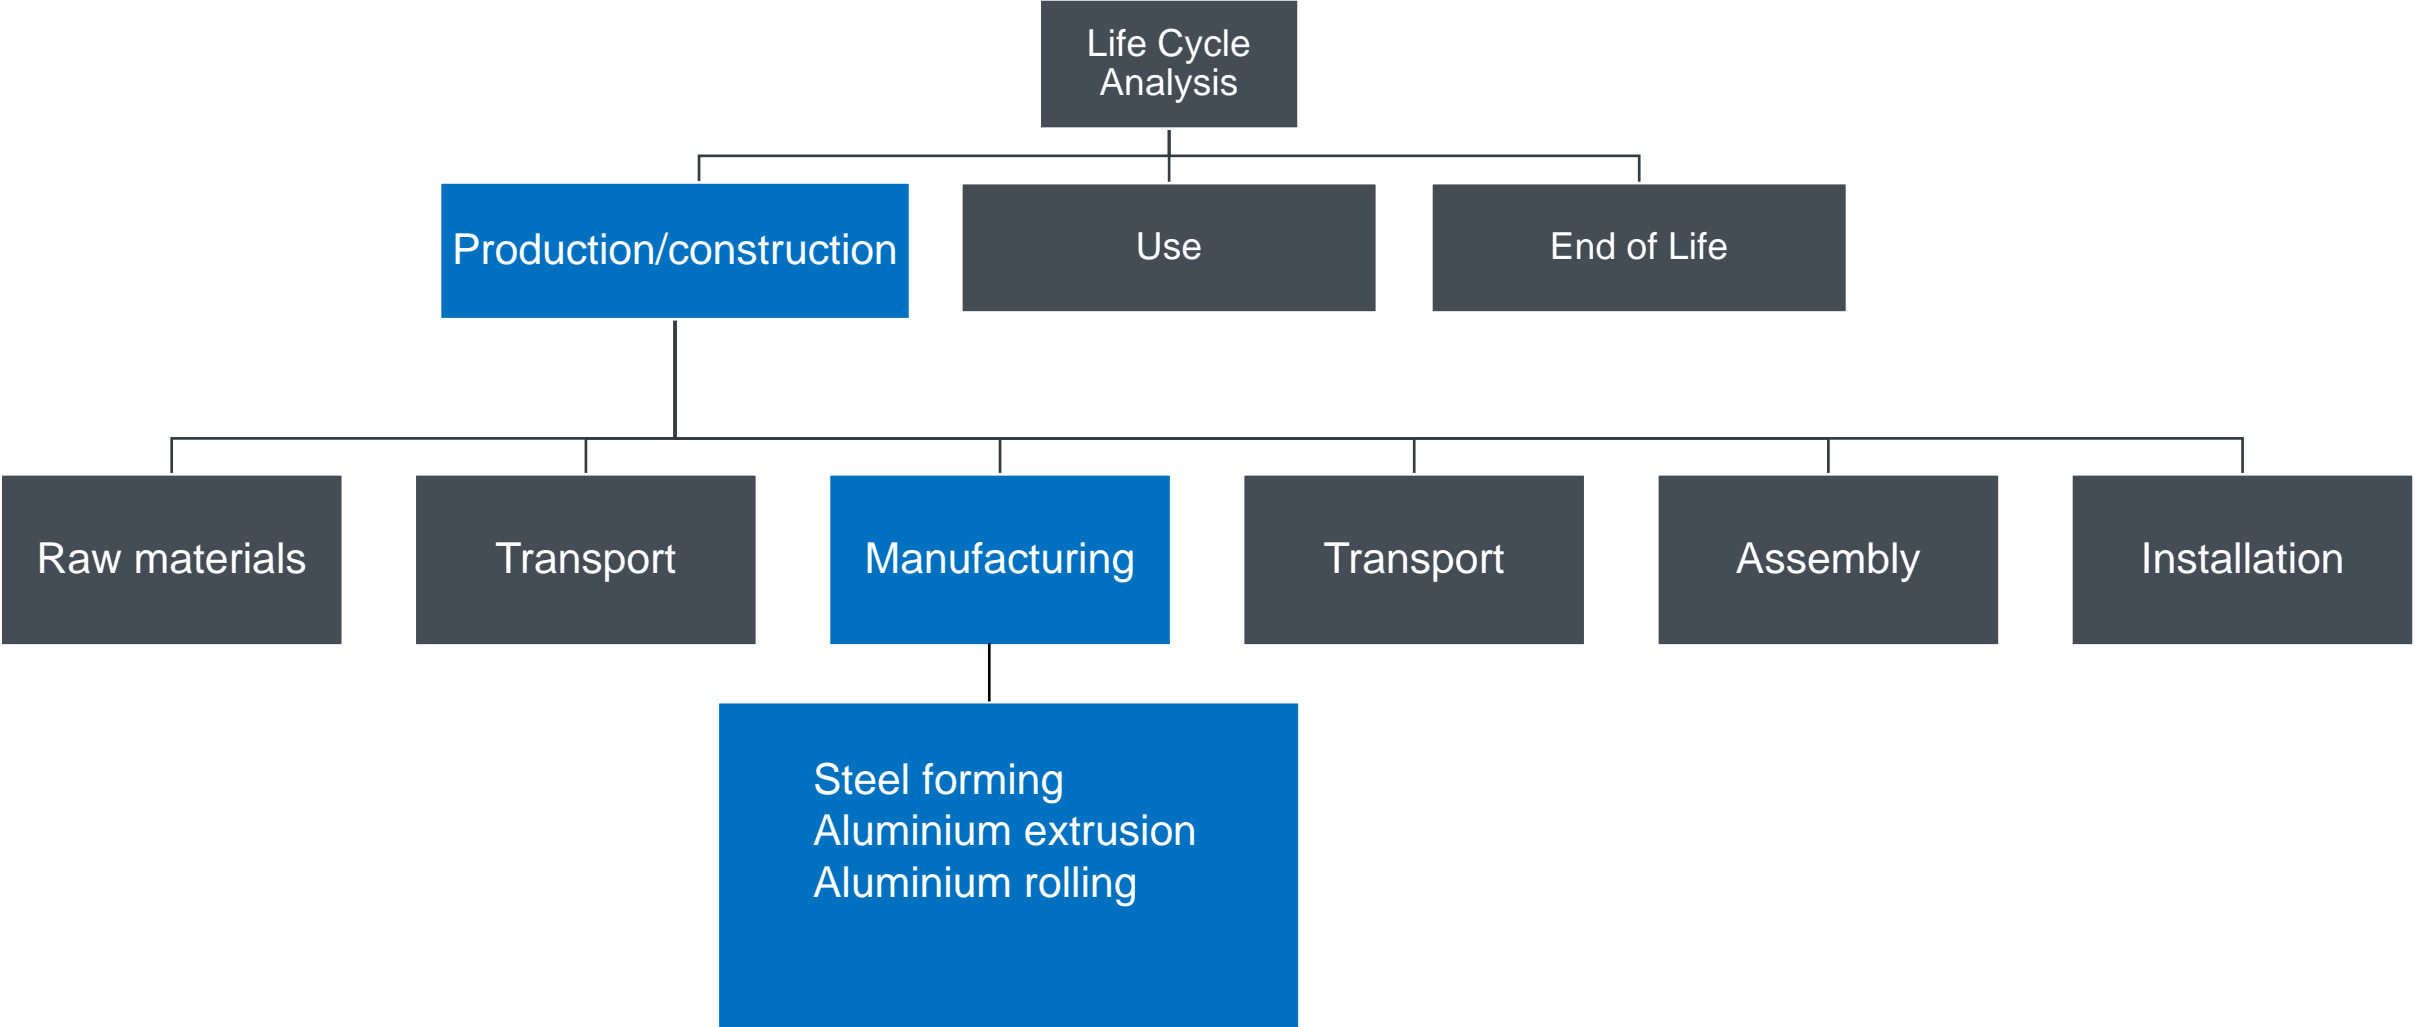 Life Cycle
Analysis
Production/construction
Use
End of Life
Raw materials
Transport
Manufacturing
Transport
Assembly
Installation
Steel forming
Aluminium extrusion
Aluminium rolling